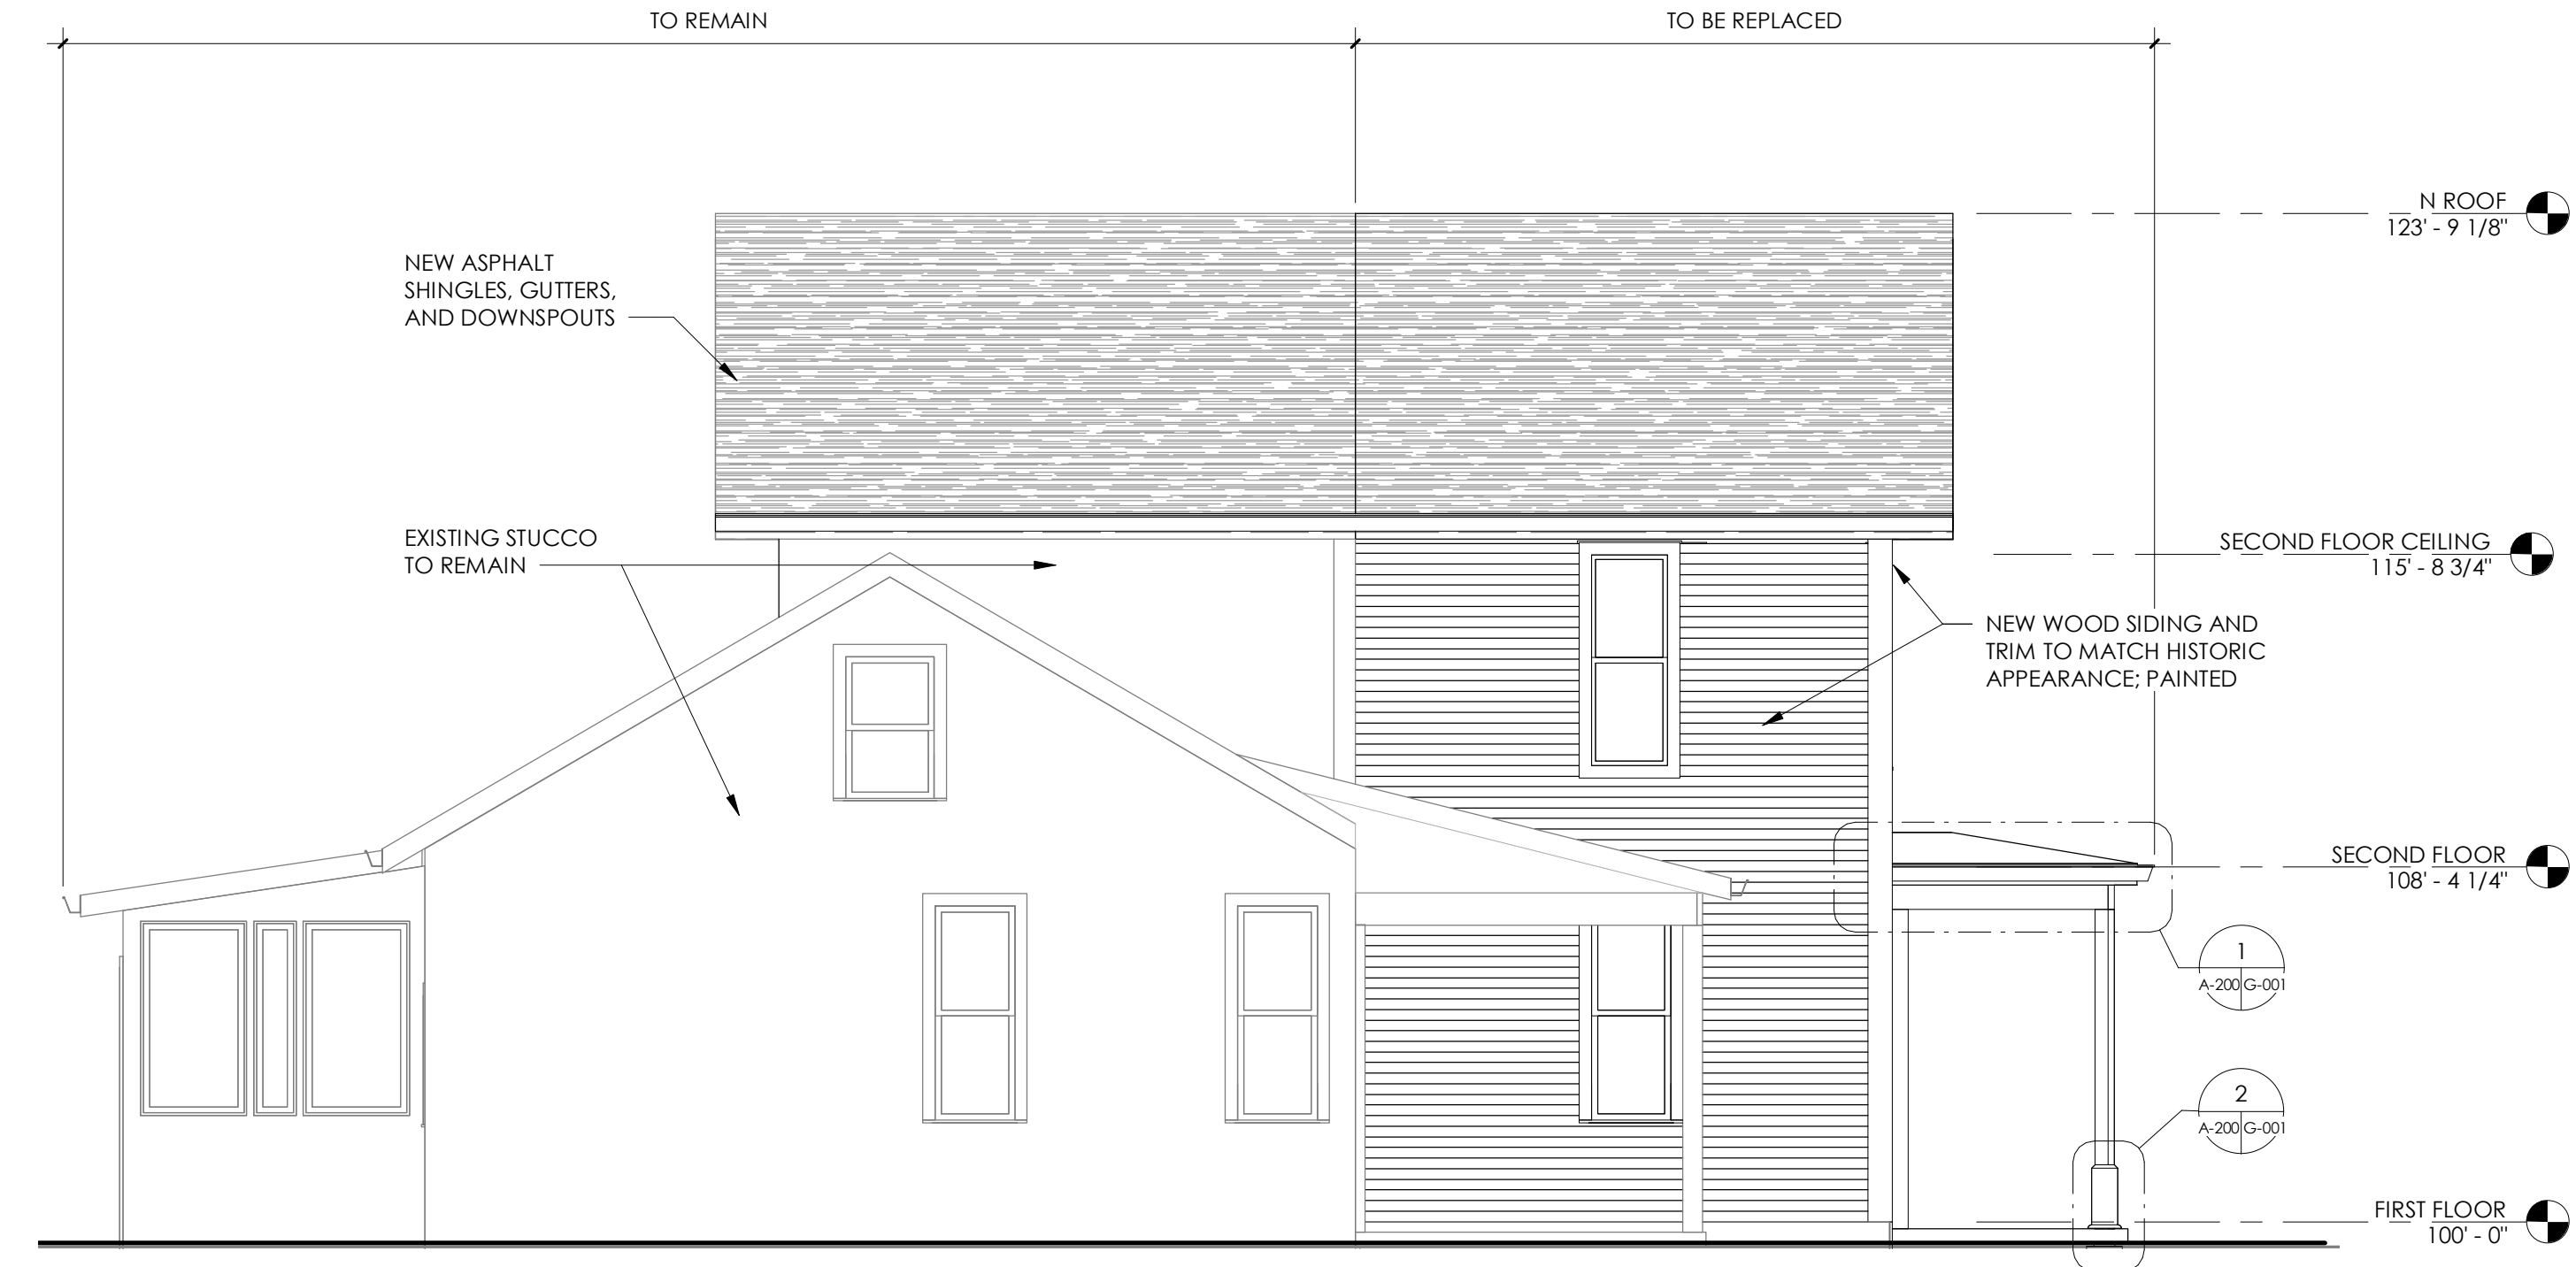 TO REMAIN
TO BE REPLACED
N ROOF
123' - 9 1/8"
NEW ASPHALT
SHINGLES, GUTTERS,
AND DOWNSPOUTS
EXISTING STUCCO
TO REMAIN
SECOND FLOOR CEILING
115' - 8 3/4"
NEW WOOD SIDING AND
TRIM TO MATCH HISTORIC
APPEARANCE; PAINTED
SECOND FLOOR
108' - 4 1/4"
1
A-200 G-001
2
A-200 G-001
FIRST FLOOR
100' - 0"